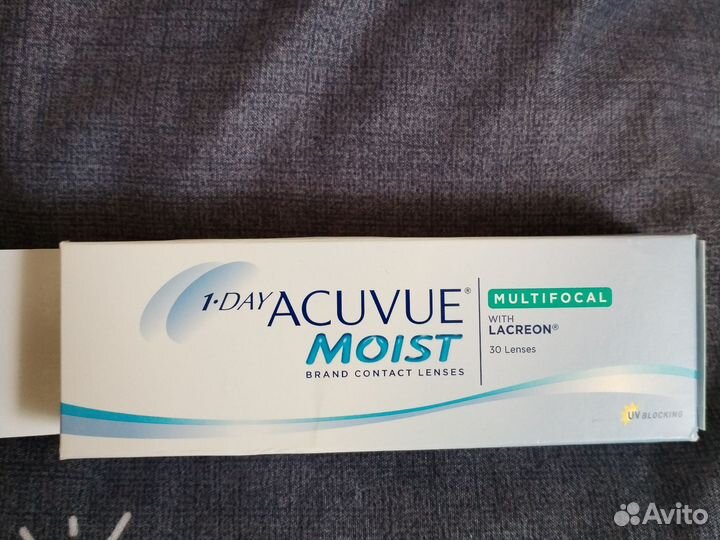 1·DAY ACUVUE®
MOIST
BRAND CONTACT LENSES
MULTIFOCAL
WITH
LACREON®
30 Lenses
UV BLOCKING
Avito